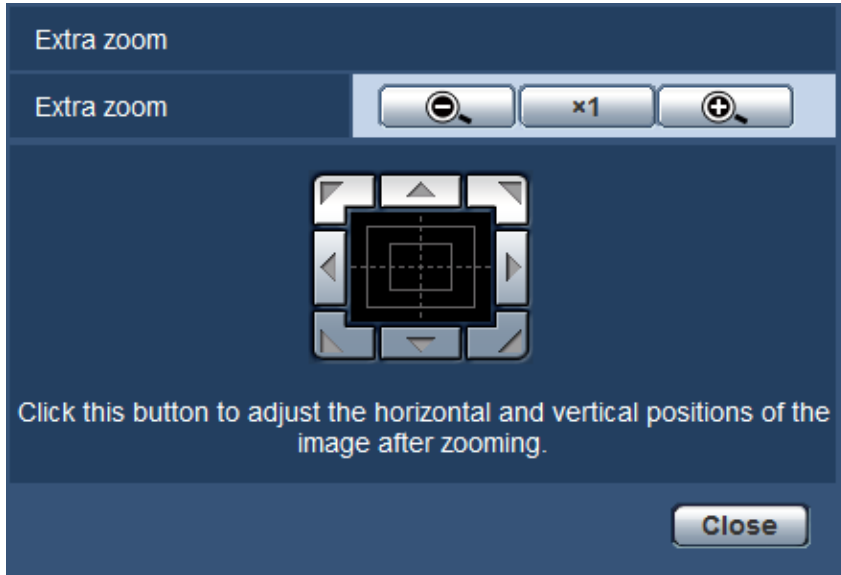 Extra zoom
Extra zoom
×1
Click this button to adjust the horizontal and vertical positions of the
image after zooming.
Close